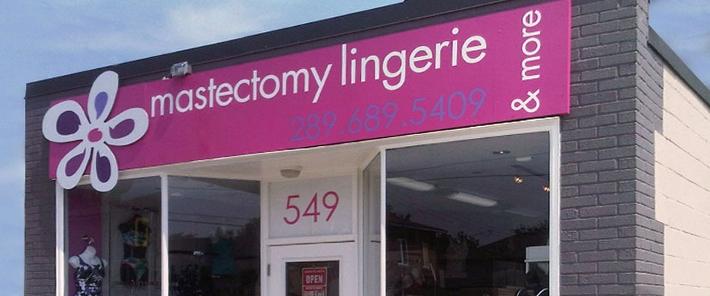 mastectomy lingerie
& more
289.689.5409
549
OPEN